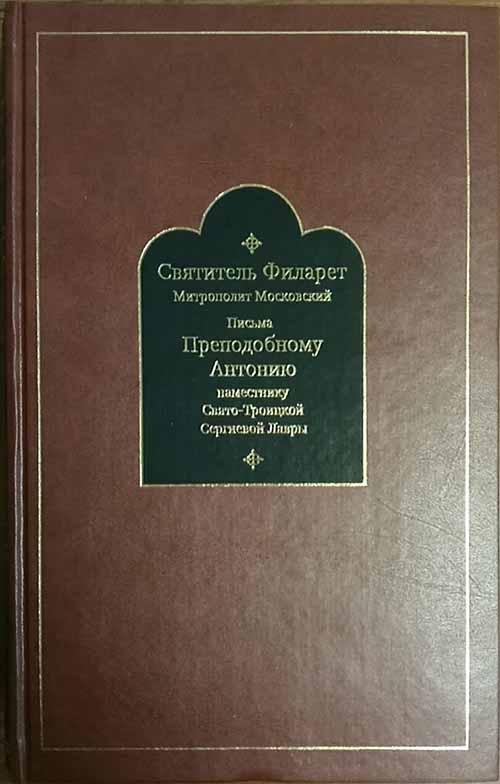 Святитель Филарет
Митрополит Московский
Письма
Преподобному
Антонию
наместнику
Свято-Троицкой
Сергиевой Лавры